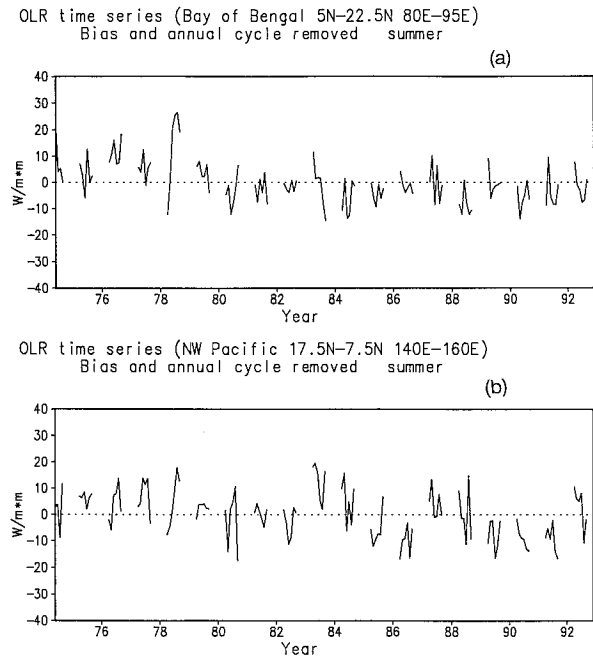 OLR time series (Bay of Bengal 5N-22.5N 80E-95E)
Bias and annual cycle removed summer
(a)
W/m*m
40
30
20
10
0
-10
-20
-30
-40
76 78 80 82 84 86 88 90 92
Year
OLR time series (NW Pacific 17.5N-7.5N 140E-160E)
Bias and annual cycle removed summer
(b)
W/m*m
40
30
20
10
0
-10
-20
-30
-40
76 78 80 82 84 86 88 90 92
Year